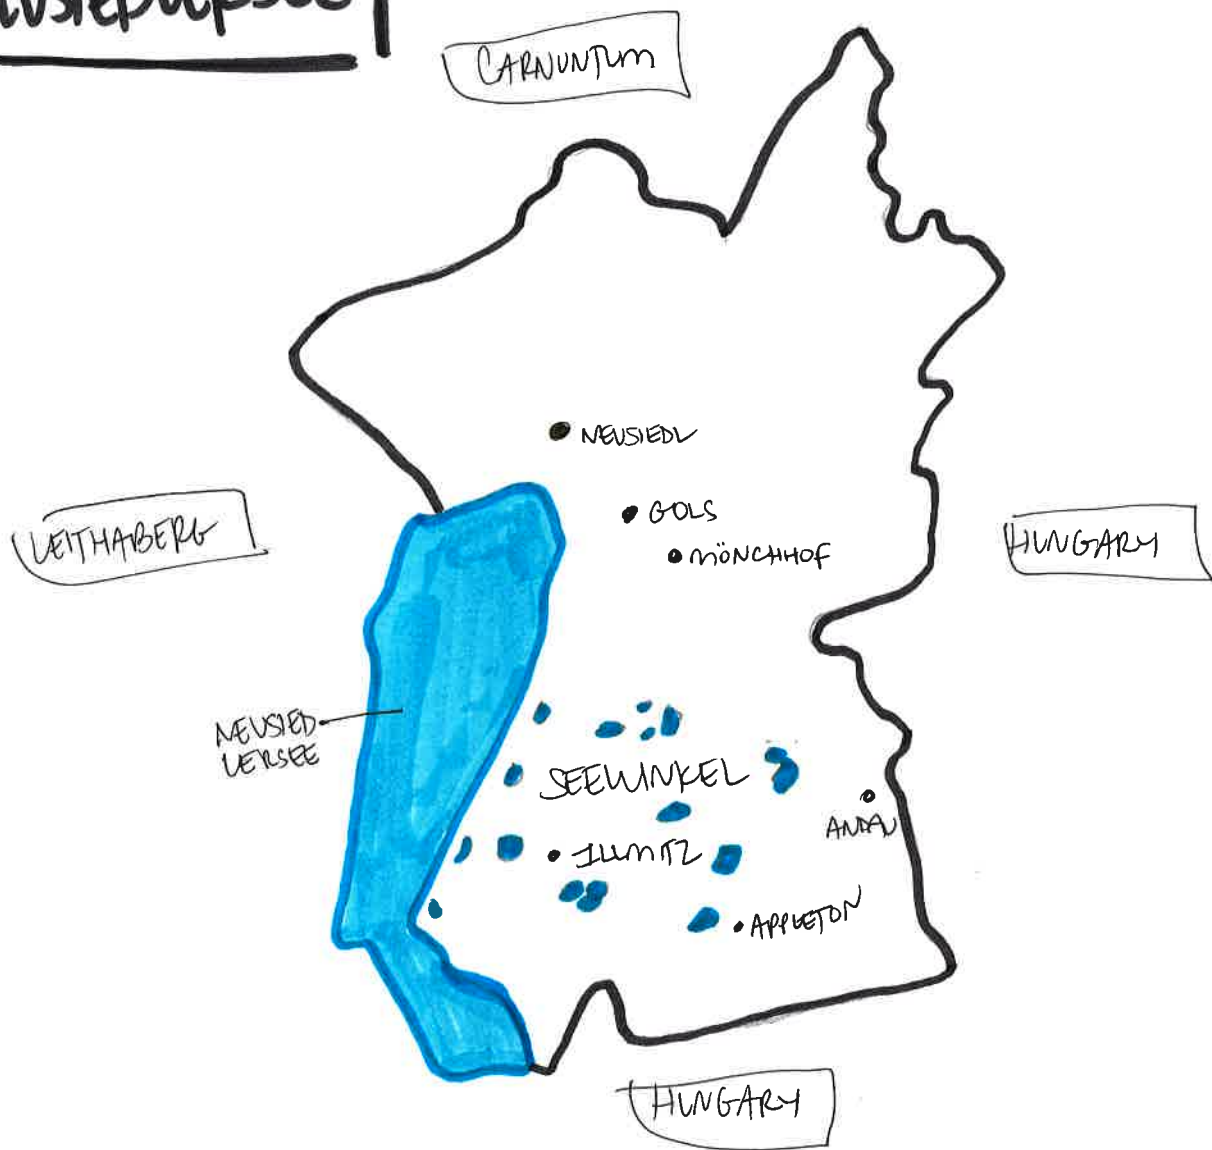 CARNUNTUM
NEUSIEDL
GOLS
MÖNCHHOF
LEITHABERG
HUNGARY
NEUSIED
LERSEE
SEEWINKEL
ANDAU
ILLMITZ
APPLETON
HUNGARY